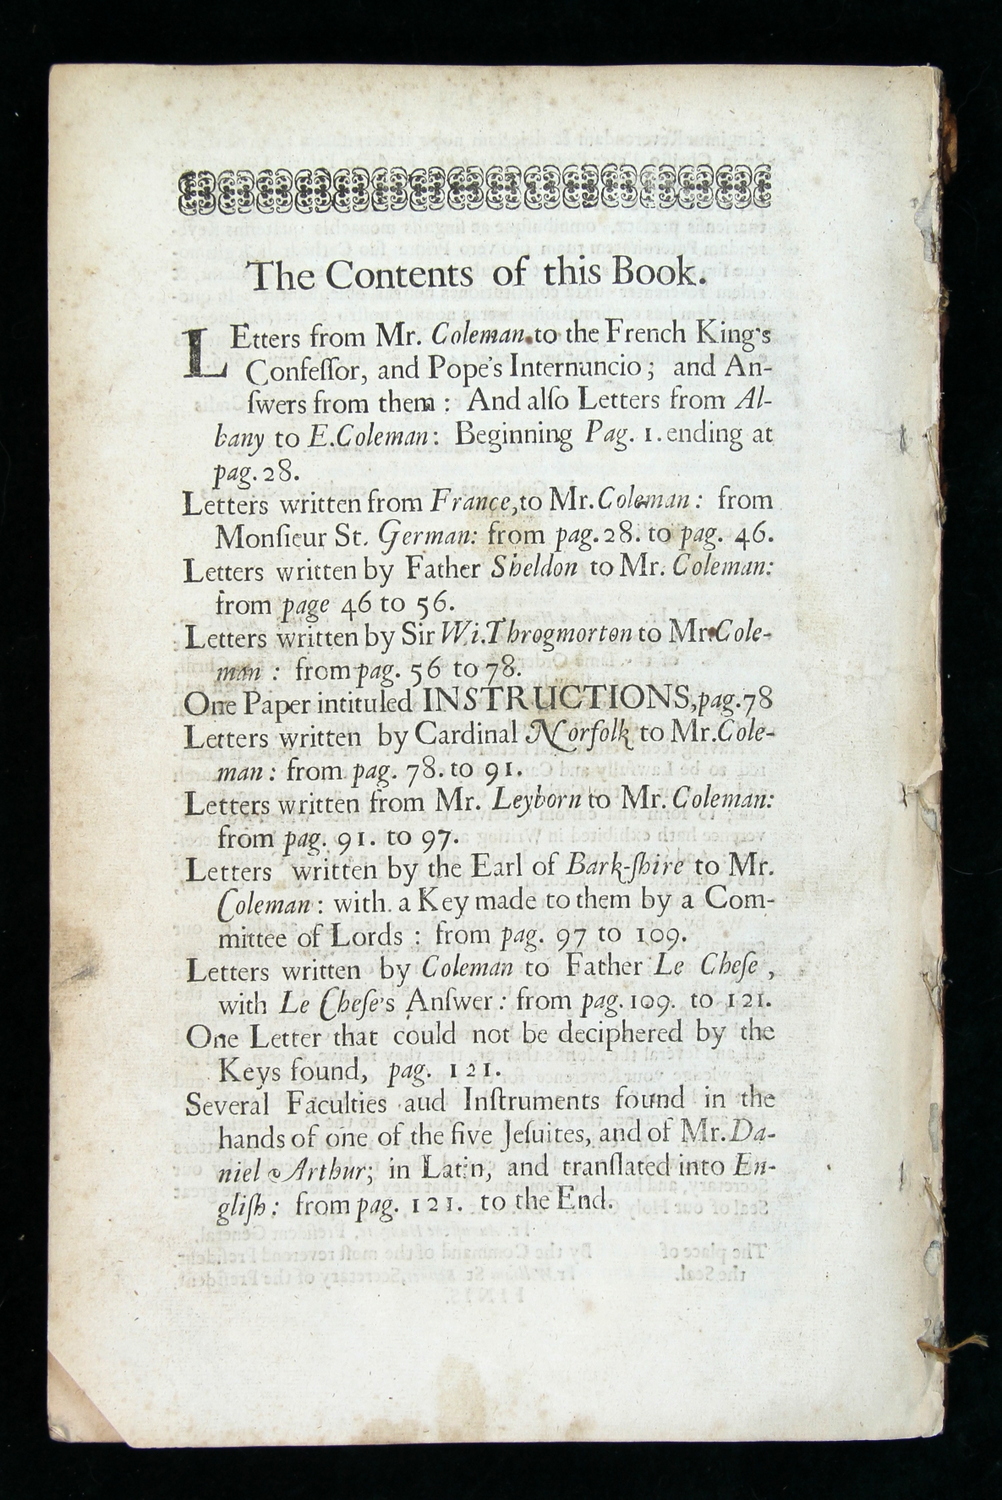 The Contents of this Book.
LEtters from Mr. Coleman to the French King's
Confeſſor, and Pope's Internuncio; and An-
ſwers from them: And alſo Letters from Al-
bany to E. Coleman: Beginning Pag. 1. ending at
pag. 28.
Letters written from France, to Mr. Coleman: from
Monſieur St. German: from pag. 28. to pag. 46.
Letters written by Father Sheldon to Mr. Coleman:
from page 46 to 56.
Letters written by Sir Wi. Throgmorton to Mr. Cole-
man: from pag. 56 to 78.
One Paper intituled INSTRUCTIONS, pag. 78
Letters written by Cardinal Norfolk to Mr. Cole-
man: from pag. 78. to 91.
Letters written from Mr. Leyborn to Mr. Coleman:
from pag. 91. to 97.
Letters written by the Earl of Bark-ſhire to Mr.
Coleman: with. a Key made to them by a Com-
mittee of Lords: from pag. 97 to 109.
Letters written by Coleman to Father Le Cheſe,
with Le Cheſe's Anſwer: from pag. 109. to 121.
One Letter that could not be deciphered by the
Keys found, pag. 121.
Several Faculties aud Inſtruments found in the
hands of one of the five Jeſuites, and of Mr. Da-
niel Arthur; in Latin, and tranſlated into En-
gliſh: from pag. 121. to the End.